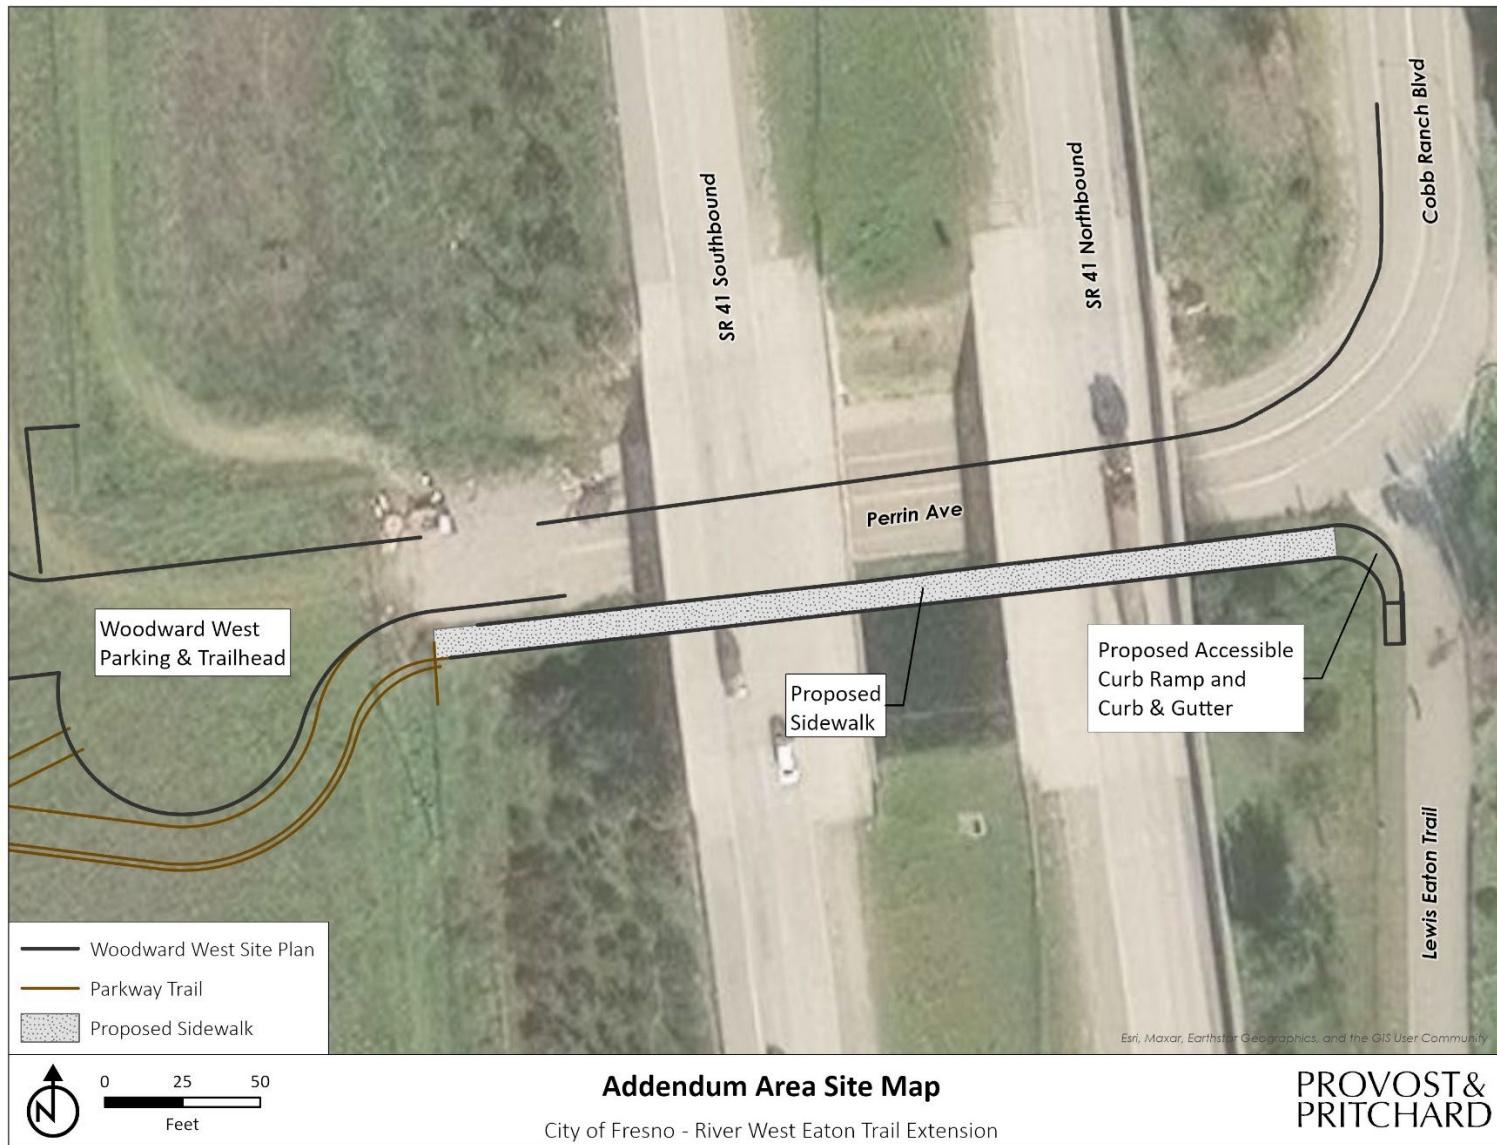 Cobb Ranch Blvd
SR 41 Southbound
SR 41 Northbound
Perrin Ave
Woodward West
Parking & Trailhead
Proposed
Sidewalk
Proposed Accessible
Curb Ramp and
Curb & Gutter
Lewis Eaton Trail
Woodward West Site Plan
Parkway Trail
Proposed Sidewalk
Esri, Maxar, Earthstar Geographics, and the GIS User Community
N
0 25 50
Feet
Addendum Area Site Map
City of Fresno - River West Eaton Trail Extension
PROVOST&
PRITCHARD